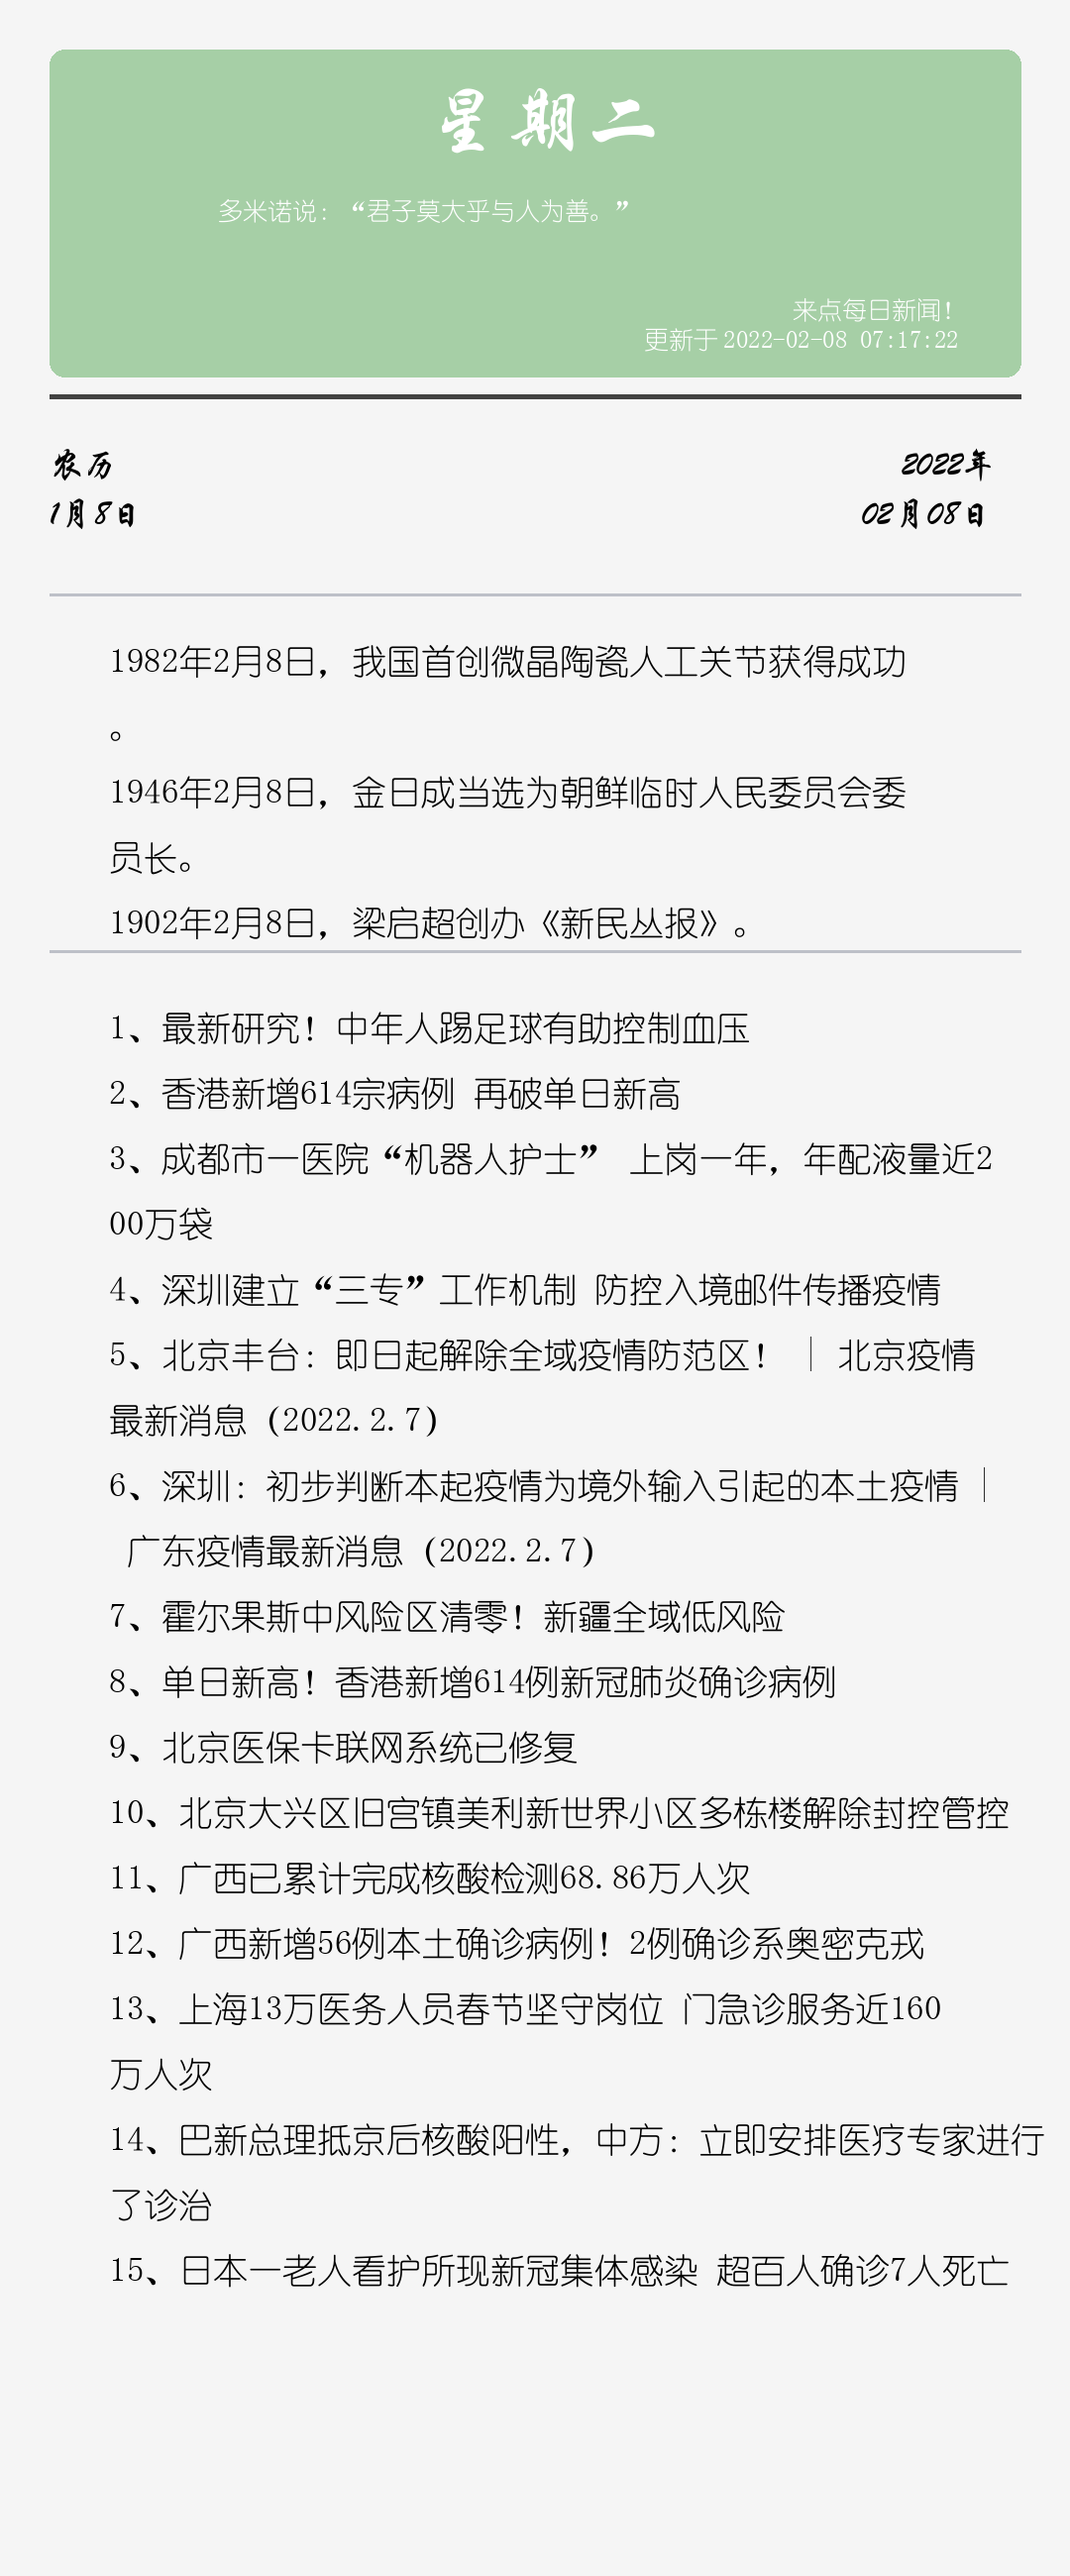 星期二
多米诺说：“君子莫大乎与人为善。”
来点每日新闻！
更新于 2022-02-08 07:17:22
农历
2022年
1月8日
02月08日
1982年2月8日，我国首创微晶陶瓷人工关节获得成功
。
1946年2月8日，金日成当选为朝鲜临时人民委员会委
员长。
1902年2月8日，梁启超创办《新民丛报》。
1、最新研究！中年人踢足球有助控制血压
2、香港新增614宗病例 再破单日新高
3、成都市一医院“机器人护士” 上岗一年，年配液量近2
00万袋
4、深圳建立“三专”工作机制 防控入境邮件传播疫情
5、北京丰台：即日起解除全域疫情防范区！ ｜ 北京疫情
最新消息（2022.2.7）
6、深圳：初步判断本起疫情为境外输入引起的本土疫情 ｜
广东疫情最新消息（2022.2.7）
7、霍尔果斯中风险区清零！新疆全域低风险
8、单日新高！香港新增614例新冠肺炎确诊病例
9、北京医保卡联网系统已修复
10、北京大兴区旧宫镇美利新世界小区多栋楼解除封控管控
11、广西已累计完成核酸检测68.86万人次
12、广西新增56例本土确诊病例！2例确诊系奥密克戎
13、上海13万医务人员春节坚守岗位 门急诊服务近160
万人次
14、巴新总理抵京后核酸阳性，中方：立即安排医疗专家进行
了诊治
15、日本一老人看护所现新冠集体感染 超百人确诊7人死亡